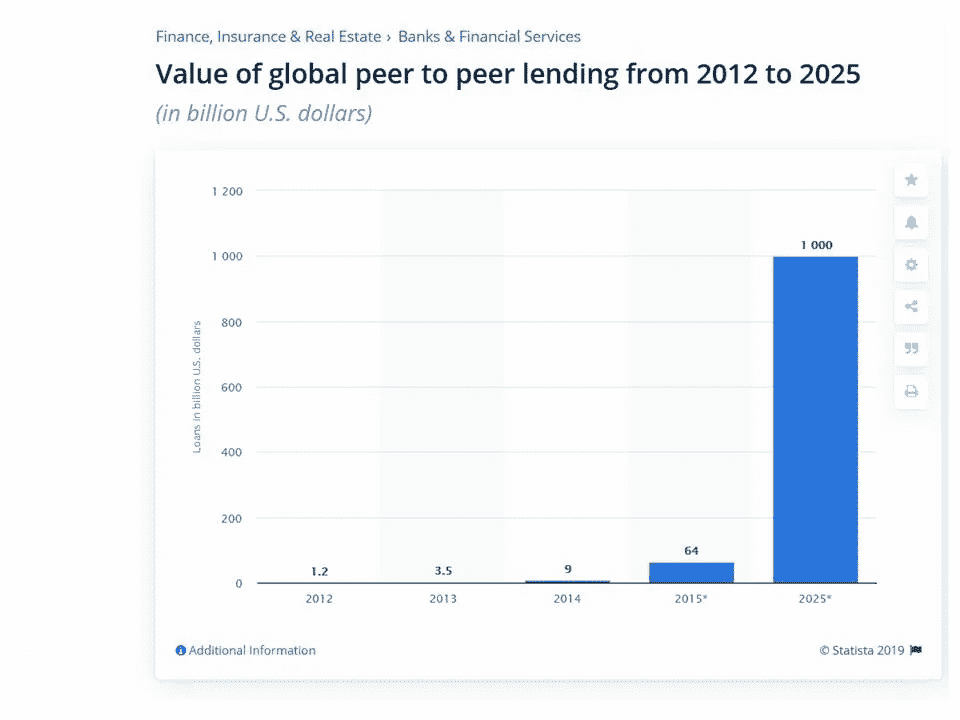 Finance, Insurance & Real Estate › Banks & Financial Services
Value of global peer to peer lending from 2012 to 2025
(in billion U.S. dollars)
1 200
1 000
800
600
400
200
0
Loans in billion U.S. dollars
1.2
3.5
9
64
1 000
2012
2013
2014
2015*
2025*
Additional Information
© Statista 2019